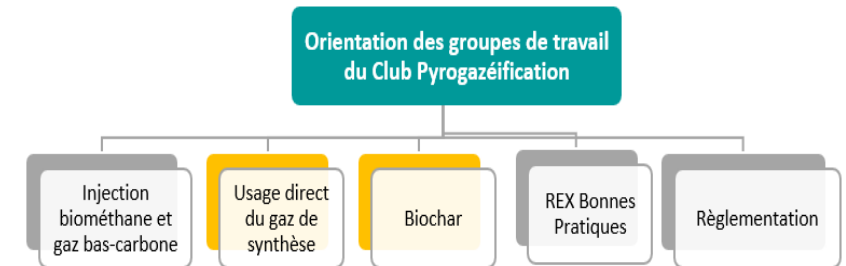 Orientation des groupes de travail
du Club Pyrogazéification
Injection
biométhane et
gaz bas-carbone
Usage direct
du gaz de
synthèse
Biochar
REX Bonnes
Pratiques
Règlementation